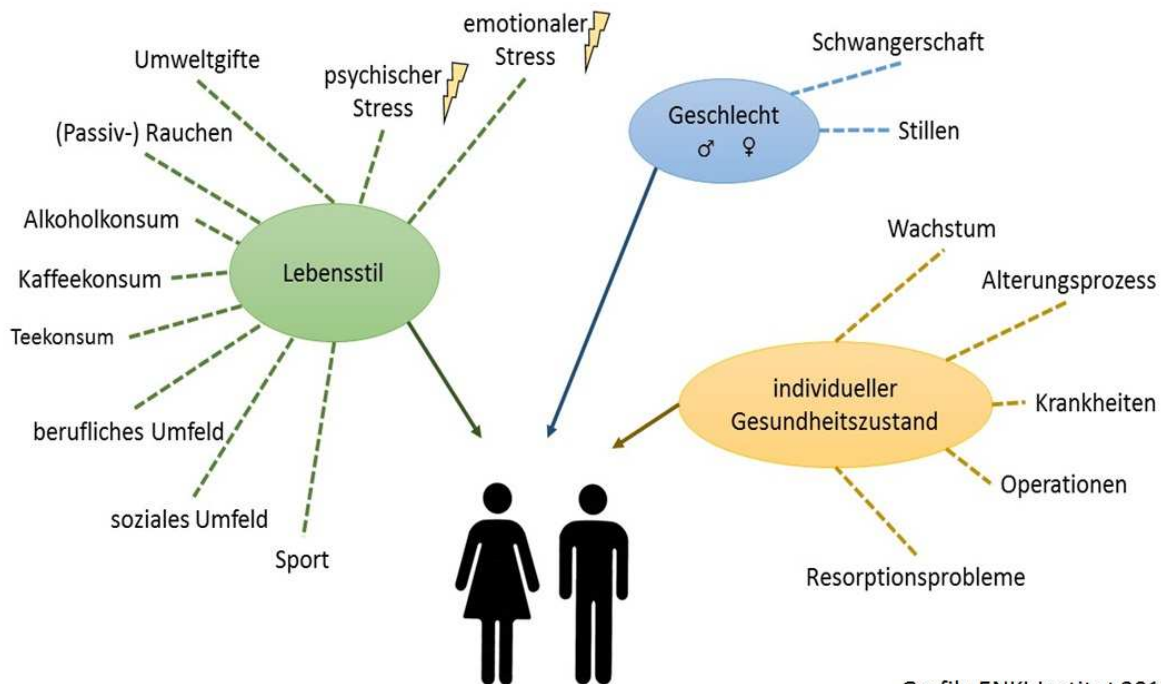 emotionaler
Stress
Umweltgifte
psychischer
Stress
(Passiv-) Rauchen
Alkoholkonsum
Kaffeekonsum
Teekonsum
berufliches Umfeld
soziales Umfeld
Sport
Lebensstil
Schwangerschaft
Geschlecht
♂ ♀
Stillen
Wachstum
Alterungsprozess
individueller
Gesundheitszustand
Krankheiten
Operationen
Resorptionsprobleme